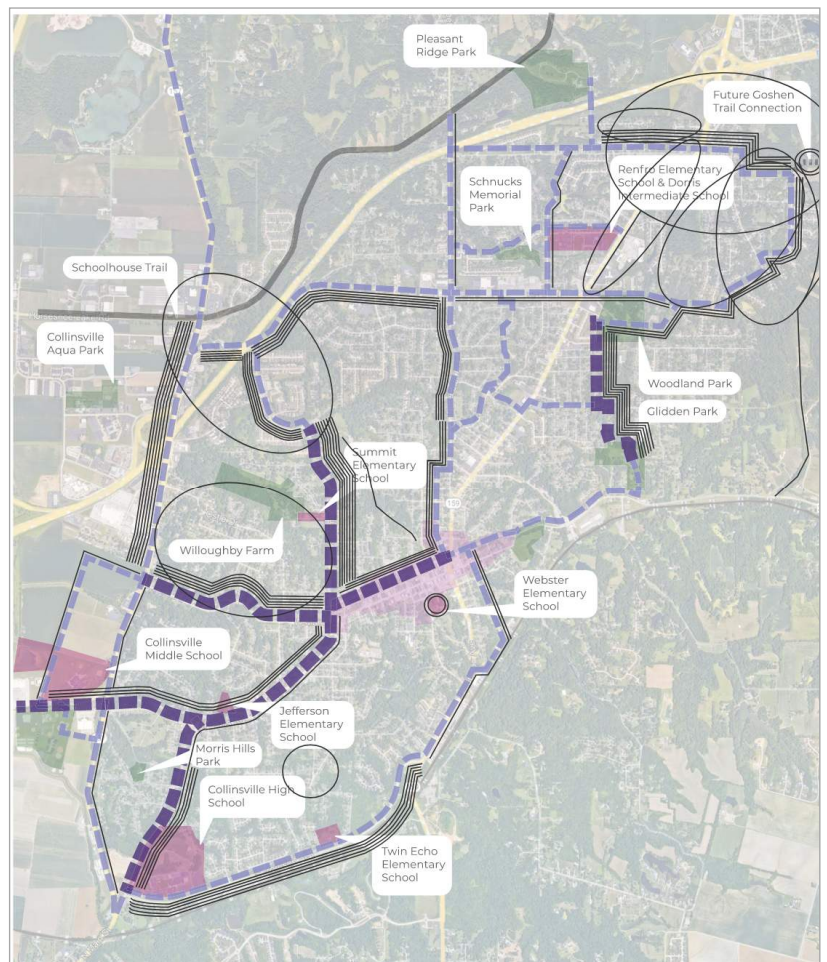 Pleasant
Ridge Park
Future Goshen
Trail Connection
Schnucks
Memorial
Park
Renfro Elementary
School & Dorris
Intermediate School
Schoolhouse Trail
Collinsville
Aqua Park
Woodland Park
Glidden Park
Summit
Elementary
School
159
Willoughby Farm
Webster
Elementary
School
Collinsville
Middle School
Jefferson
Elementary
School
Morris Hills
Park
Collinsville High
School
Twin Echo
Elementary
School